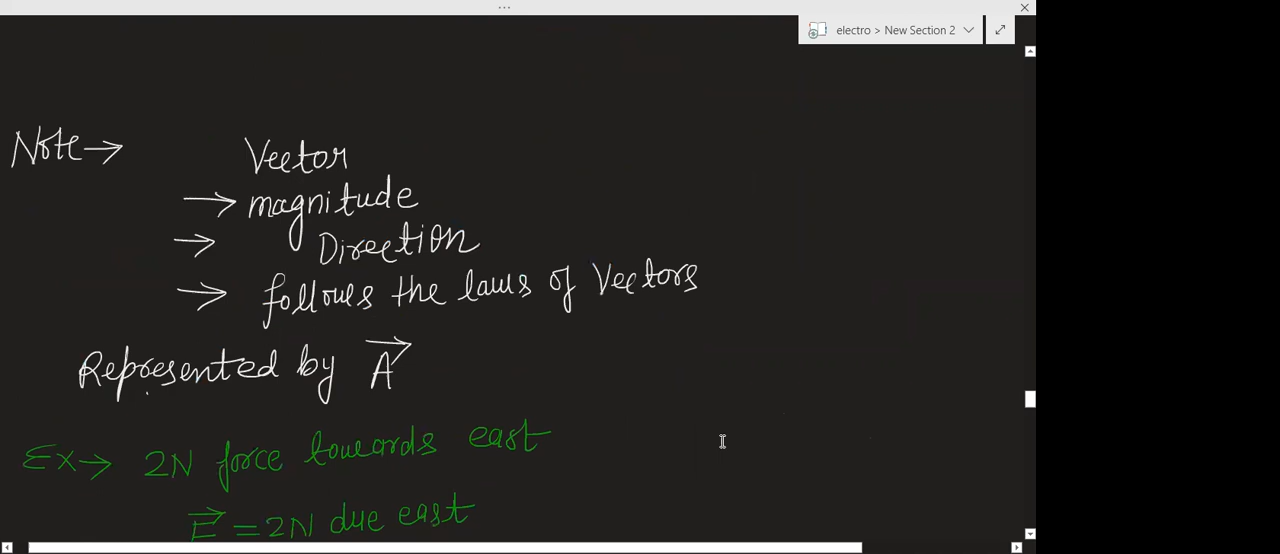 electro > New Section 2
Note→ Vector
→ magnitude
→ Direction
→ follows the laws of Vectors
Represented by A⃗
Ex→ 2N force towards east
F⃗ = 2N due east